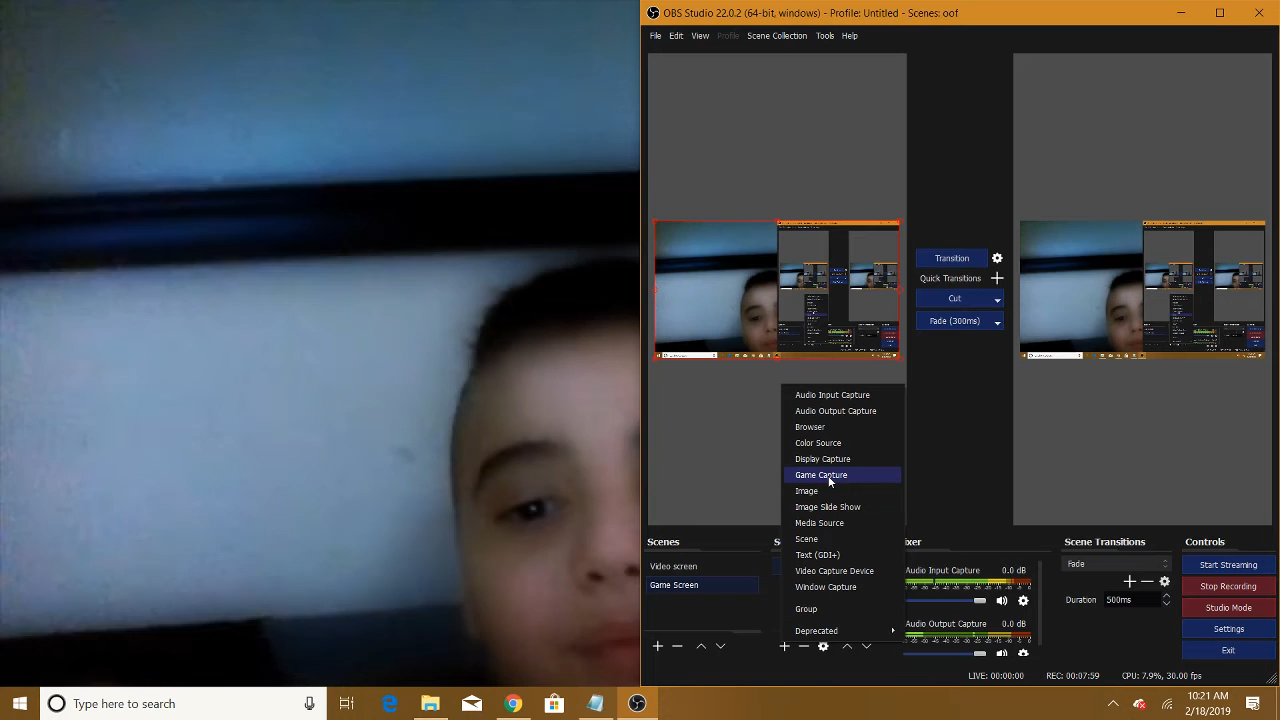 OBS Studio 22.0.2 (64-bit, windows) - Profile: Untitled - Scenes: oof
File Edit View Profile Scene Collection Tools Help
Transition
Quick Transitions
Cut
Fade (300ms)
Audio Input Capture
Audio Output Capture
Browser
Color Source
Display Capture
Game Capture
Image
Image Slide Show
Media Source
Scene
Text (GDI+)
Video Capture Device
Window Capture
Group
Deprecated
Scenes
Video screen
Game Screen
Audio Input Capture 0.0 dB
Audio Output Capture 0.0 dB
Scene Transitions
Fade
Duration 500ms
Controls
Start Streaming
Stop Recording
Studio Mode
Settings
Exit
LIVE: 00:00:00 REC: 00:07:59 CPU: 7.9%, 30.00 fps
Type here to search
10:21 AM
2/18/2019